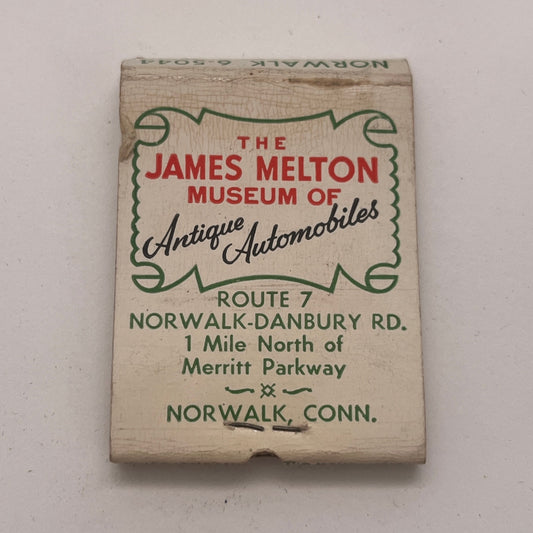 NORWALK 6-5044
THE
JAMES MELTON
MUSEUM OF
Antique Automobiles
ROUTE 7
NORWALK-DANBURY RD.
1 Mile North of
Merritt Parkway
NORWALK, CONN.